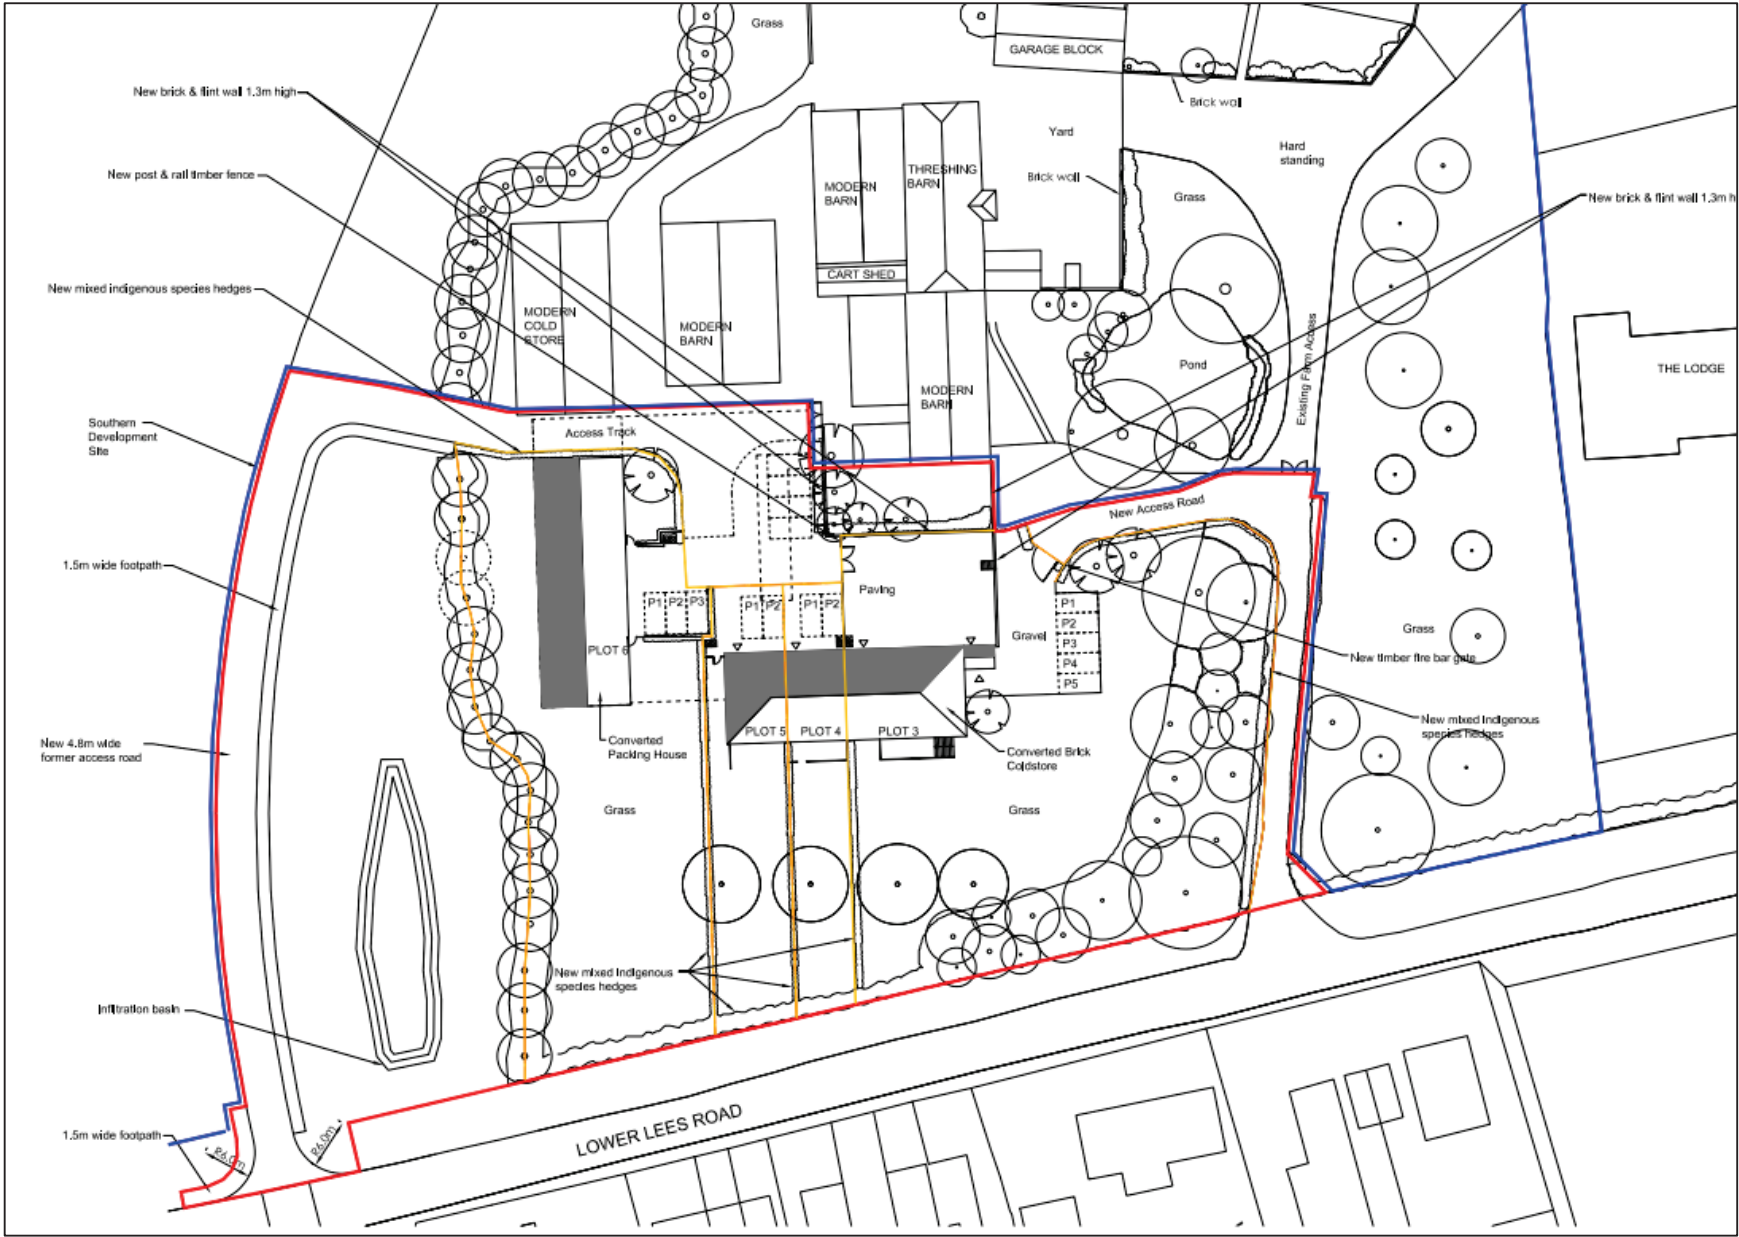 Grass
GARAGE BLOCK
New brick & flint wall 1.3m high
Brick wall
Yard
Hard
standing
New post & rail timber fence
THRESHING
BARN
MODERN
BARN
Brick wall
Grass
New brick & flint wall 1.3m h
CART SHED
New mixed indigenous species hedges
MODERN
COLD
STORE
MODERN
BARN
Existing Farm Access
Pond
THE LODGE
MODERN
BARN
Southern
Development
Site
Access Track
New Access Road
1.5m wide footpath
Paving
P1 P2 P3
P1 P2
P1 P2
P1
P2
P3
P4
P5
Gravel
Grass
PLOT 6
New timber fire bar gate
New mixed indigenous
species hedges
PLOT 5
PLOT 4
PLOT 3
New 4.8m wide
former access road
Converted
Packing House
Converted Brick
Coldstore
Grass
Grass
New mixed indigenous
species hedges
Infiltration basin
LOWER LEES ROAD
1.5m wide footpath
R6.0m
R6.0m